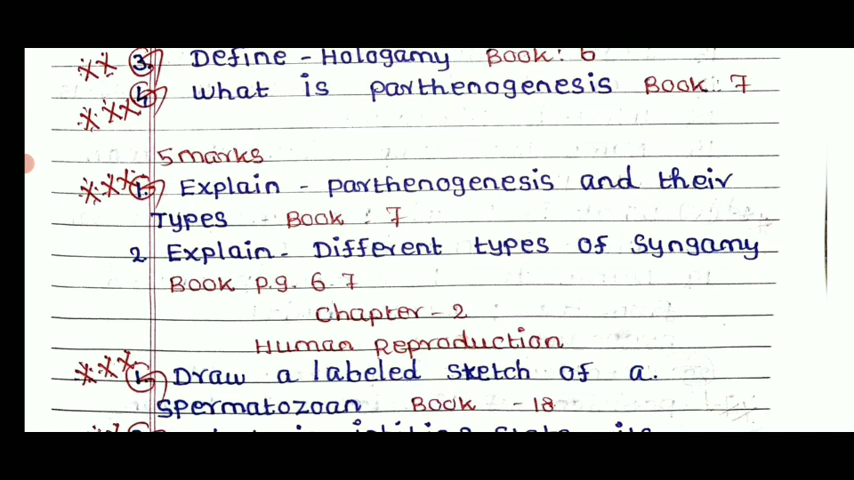 3. Define - Hologamy Book: 6
4. What is parthenogenesis Book: 7
5 marks
1. Explain - parthenogenesis and their
Types - Book : 7
2 Explain - Different types of Syngamy
Book p.g. 6.7
Chapter - 2
Human Reproduction
1. Draw a labeled sketch of a.
spermatozoan Book - 18